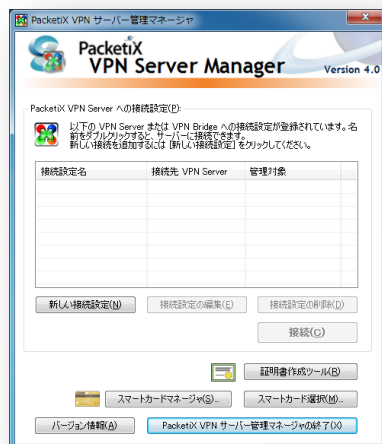 PacketiX VPN サーバー管理マネージャ
PacketiX
VPN Server Manager
Version 4.0
PacketiX VPN Server への接続設定(P):
以下の VPN Server または VPN Bridge への接続設定が登録されています。名
前をダブルクリックすると、サーバーに接続できます。
新しい接続を追加するには [新しい接続設定] をクリックしてください。
接続設定名 接続先 VPN Server 管理対象
新しい接続設定(N) 接続設定の編集(E) 接続設定の削除(D)
接続(C)
証明書作成ツール(R)
スマートカードマネージャ(S)... スマートカード選択(M)...
バージョン情報(A) PacketiX VPN サーバー管理マネージャの終了(X)